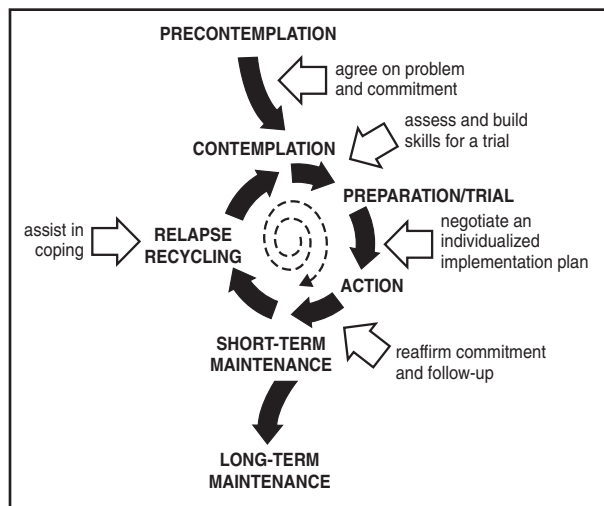 PRECONTEMPLATION
agree on problem
and commitment
CONTEMPLATION
assess and build
skills for a trial
PREPARATION/TRIAL
assist in
coping
RELAPSE
RECYCLING
negotiate an
individualized
implementation plan
ACTION
SHORT-TERM
MAINTENANCE
reaffirm commitment
and follow-up
LONG-TERM
MAINTENANCE